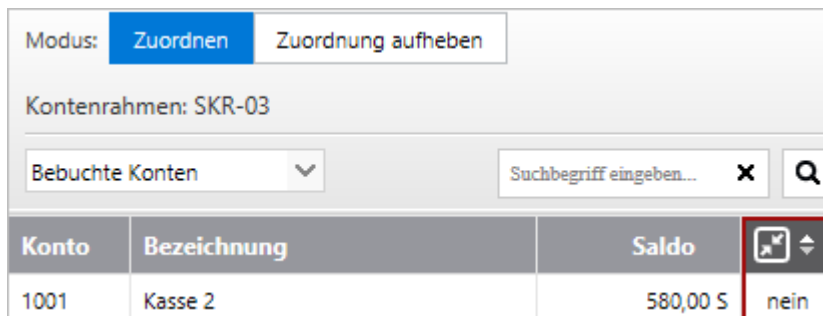 Modus: Zuordnen Zuordnung aufheben
Kontenrahmen: SKR-03
Bebuchte Konten Suchbegriff eingeben...
Konto Bezeichnung Saldo
1001 Kasse 2 580,00 S nein